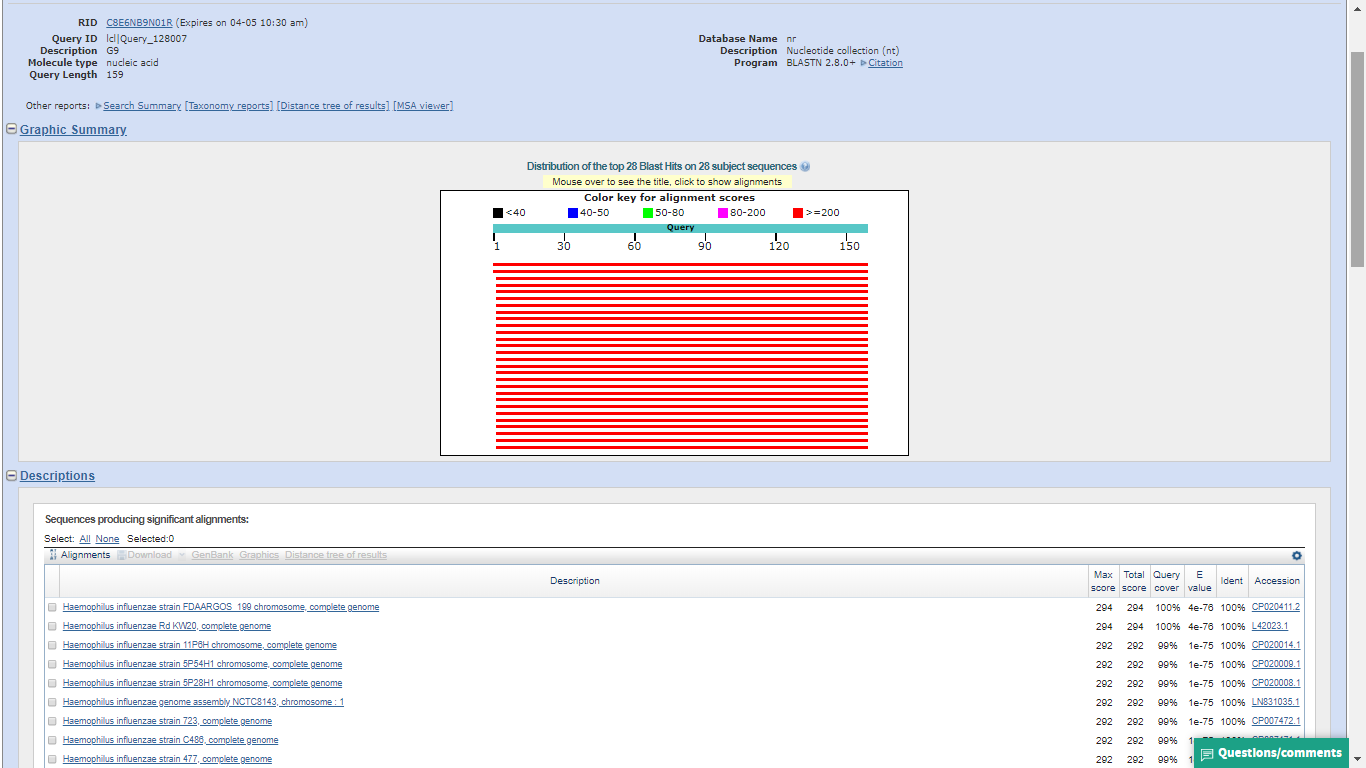 RID C8E6NB9N01R (Expires on 04-05 10:30 am)
Query ID lcl|Query_128007
Description G9
Molecule type nucleic acid
Query Length 159
Database Name nr
Description Nucleotide collection (nt)
Program BLASTN 2.8.0+ Citation
Other reports: Search Summary [Taxonomy reports] [Distance tree of results] [MSA viewer]
Graphic Summary
Distribution of the top 28 Blast Hits on 28 subject sequences
Mouse over to see the title, click to show alignments
Color key for alignment scores
<40 40-50 50-80 80-200 >=200
Query
1 30 60 90 120 150
Descriptions
Sequences producing significant alignments:
Select: All None Selected:0
Alignments Download GenBank Graphics Distance tree of results
Description Max score Total score Query cover E value Ident Accession
Haemophilus influenzae strain FDAARGOS_199 chromosome, complete genome 294 294 100% 4e-76 100% CP020411.2
Haemophilus influenzae Rd KW20, complete genome 294 294 100% 4e-76 100% L42023.1
Haemophilus influenzae strain 11P6H chromosome, complete genome 292 292 99% 1e-75 100% CP020014.1
Haemophilus influenzae strain 5P54H1 chromosome, complete genome 292 292 99% 1e-75 100% CP020009.1
Haemophilus influenzae strain 5P28H1 chromosome, complete genome 292 292 99% 1e-75 100% CP020008.1
Haemophilus influenzae genome assembly NCTC8143, chromosome : 1 292 292 99% 1e-75 100% LN831035.1
Haemophilus influenzae strain 723, complete genome 292 292 99% 1e-75 100% CP007472.1
Haemophilus influenzae strain C486, complete genome 292 292 99%
Haemophilus influenzae strain 477, complete genome 292 292 99%
Questions/comments